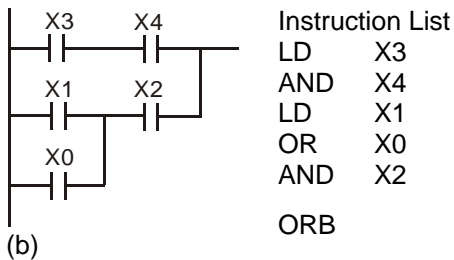 X3 X4
X1 X2
X0
(b)
Instruction List
LD X3
AND X4
LD X1
OR X0
AND X2
ORB